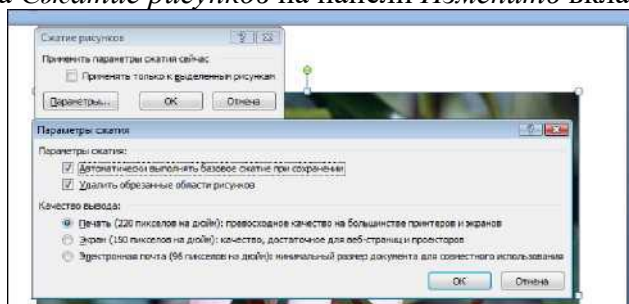 Сжатие рисунков на панели Изменить вкла
Сжатие рисунков
Применить параметры сжатия сейчас
Применять только к выделенным рисункам
Параметры... ОК Отмена
Параметры сжатия
Параметры сжатия:
Автоматически выполнять базовое сжатие при сохранении
Удалить обрезанные области рисунков
Качество вывода:
Печать (220 пикселов на дюйм): превосходное качество на большинстве принтеров и экранов
Экран (150 пикселов на дюйм): качество, достаточное для веб-страниц и проекторов
Электронная почта (96 пикселов на дюйм): минимальный размер документа для совместного использования
ОК Отмена